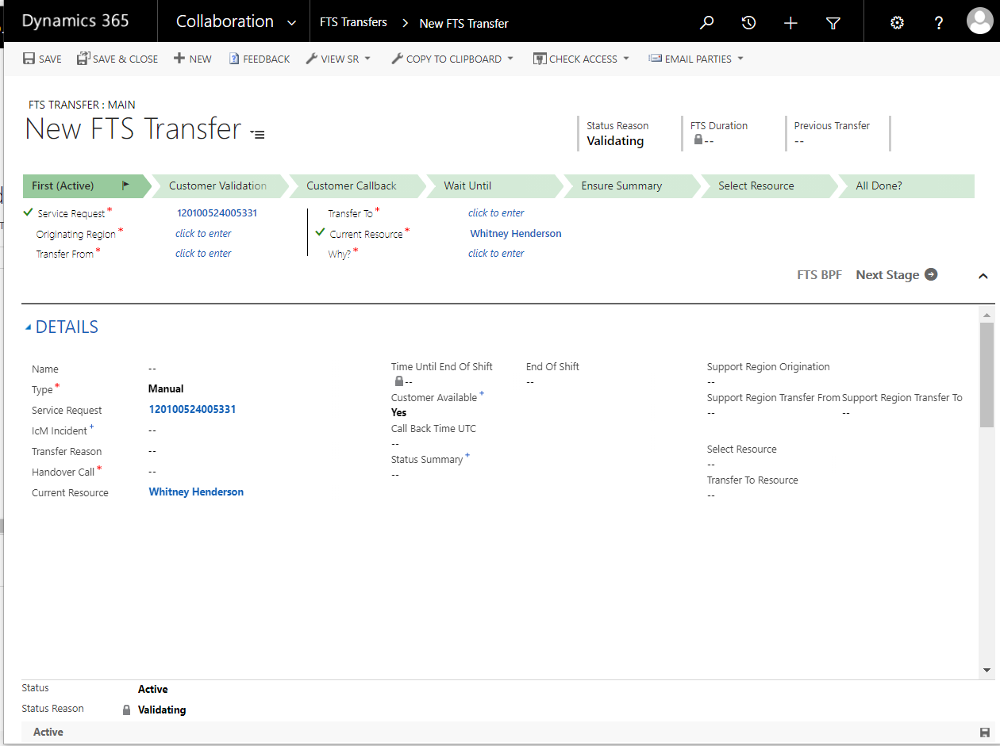 Dynamics 365 Collaboration FTS Transfers > New FTS Transfer ?
SAVE SAVE & CLOSE NEW FEEDBACK VIEW SR COPY TO CLIPBOARD CHECK ACCESS EMAIL PARTIES
FTS TRANSFER : MAIN
New FTS Transfer
Status Reason FTS Duration Previous Transfer
Validating -- --
First (Active) Customer Validation Customer Callback Wait Until Ensure Summary Select Resource All Done?
Service Request* 120100524005331 Transfer To* click to enter
Originating Region* click to enter Current Resource* Whitney Henderson
Transfer From* click to enter Why?* click to enter
FTS BPF Next Stage
DETAILS
Name --
Type* Manual
Service Request 120100524005331
IcM Incident+ --
Transfer Reason --
Handover Call* --
Current Resource Whitney Henderson
Time Until End Of Shift End Of Shift
-- --
Customer Available+
Yes
Call Back Time UTC
--
Status Summary+
--
Support Region Origination
--
Support Region Transfer From Support Region Transfer To
-- --
Select Resource
--
Transfer To Resource
--
Status Active
Status Reason Validating
Active